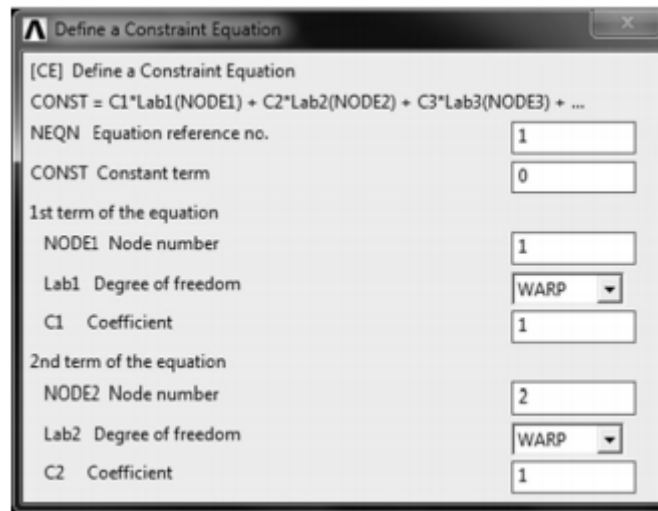 Define a Constraint Equation
[CE] Define a Constraint Equation
CONST = C1*Lab1(NODE1) + C2*Lab2(NODE2) + C3*Lab3(NODE3) + ...
NEQN Equation reference no. 1
CONST Constant term 0
1st term of the equation
NODE1 Node number 1
Lab1 Degree of freedom WARP
C1 Coefficient 1
2nd term of the equation
NODE2 Node number 2
Lab2 Degree of freedom WARP
C2 Coefficient 1